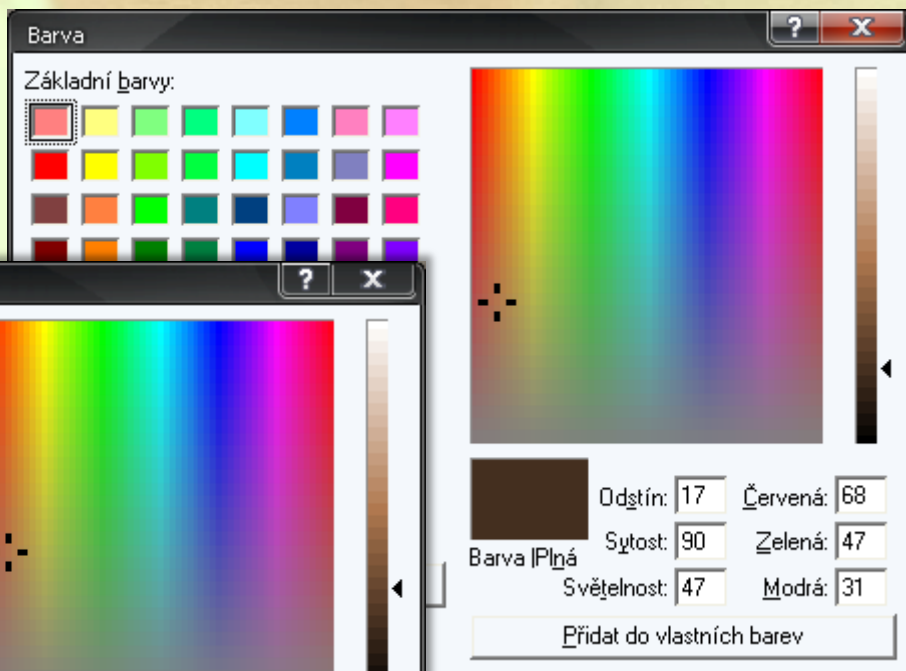 Barva
Základní barvy:
Odstín: 17 Červená: 68
Sytost: 90 Zelená: 47
Barva |Plná
Světelnost: 47 Modrá: 31
Přidat do vlastních barev